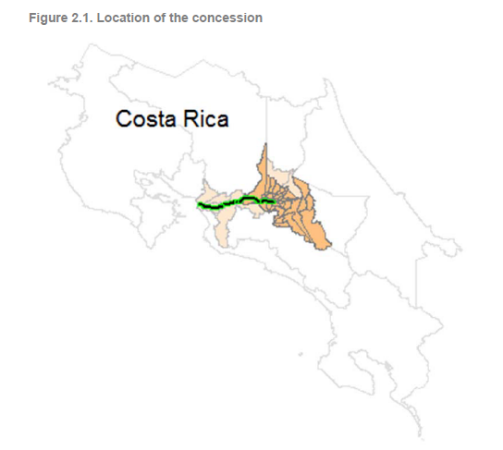 Figure 2.1. Location of the concession
Costa Rica